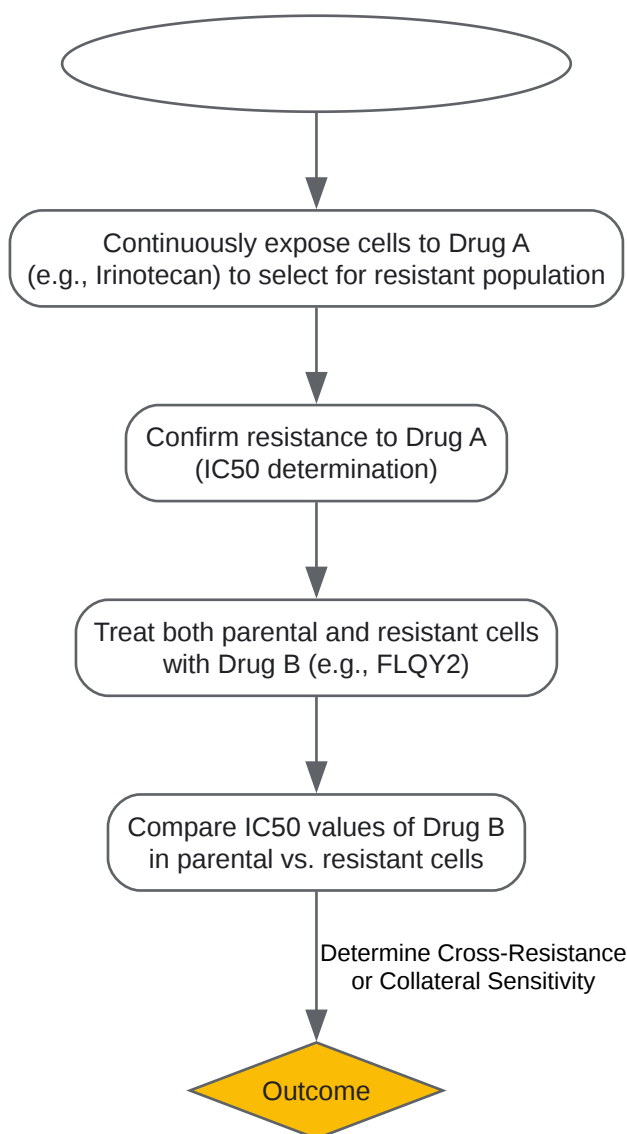 Continuously expose cells to Drug A
(e.g., Irinotecan) to select for resistant population
Confirm resistance to Drug A
(IC50 determination)
Treat both parental and resistant cells
with Drug B (e.g., FLQY2)
Compare IC50 values of Drug B
in parental vs. resistant cells
Determine Cross-Resistance
or Collateral Sensitivity
Outcome